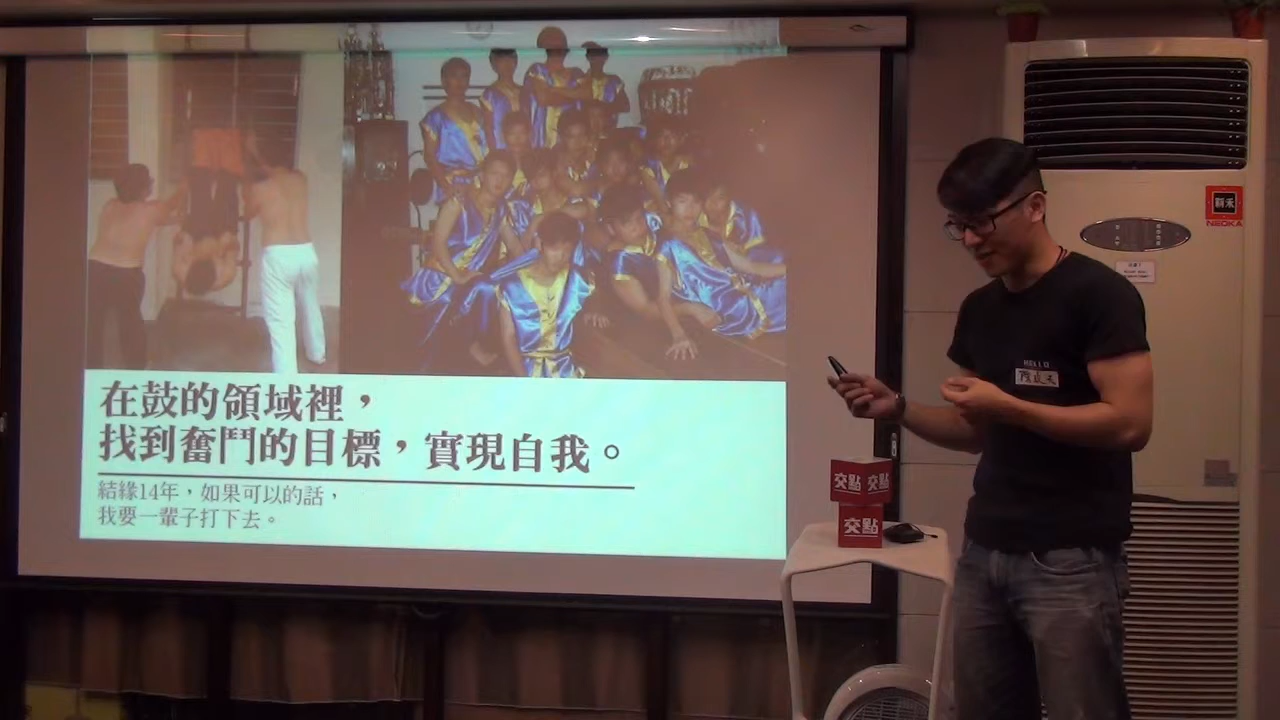 在鼓的領域裡，
找到奮鬥的目標，實現自我。
結緣14年，如果可以的話，
我要一輩子打下去。
交點 交點
交點
HELLO
NEOKA